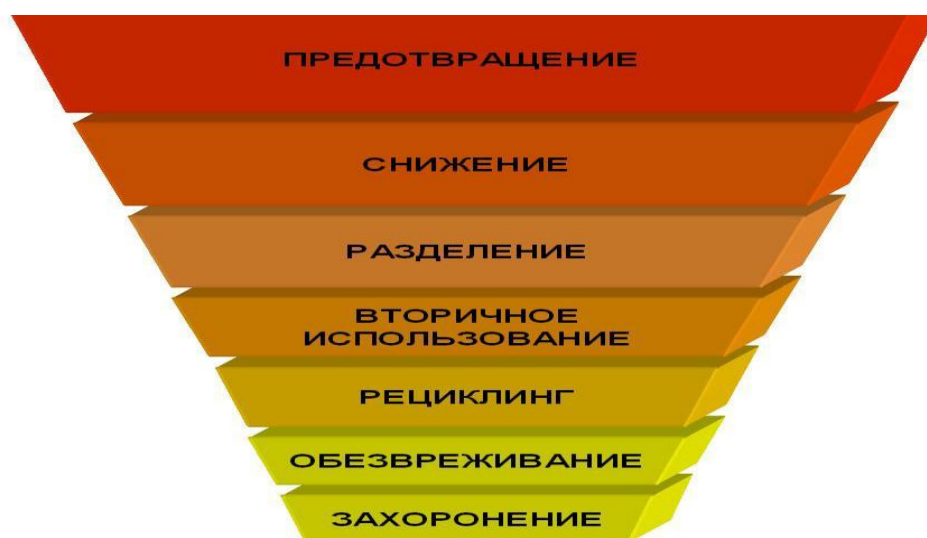 ПРЕДОТВРАЩЕНИЕ
СНИЖЕНИЕ
РАЗДЕЛЕНИЕ
ВТОРИЧНОЕ
ИСПОЛЬЗОВАНИЕ
РЕЦИКЛИНГ
ОБЕЗВРЕЖИВАНИЕ
ЗАХОРОНЕНИЕ